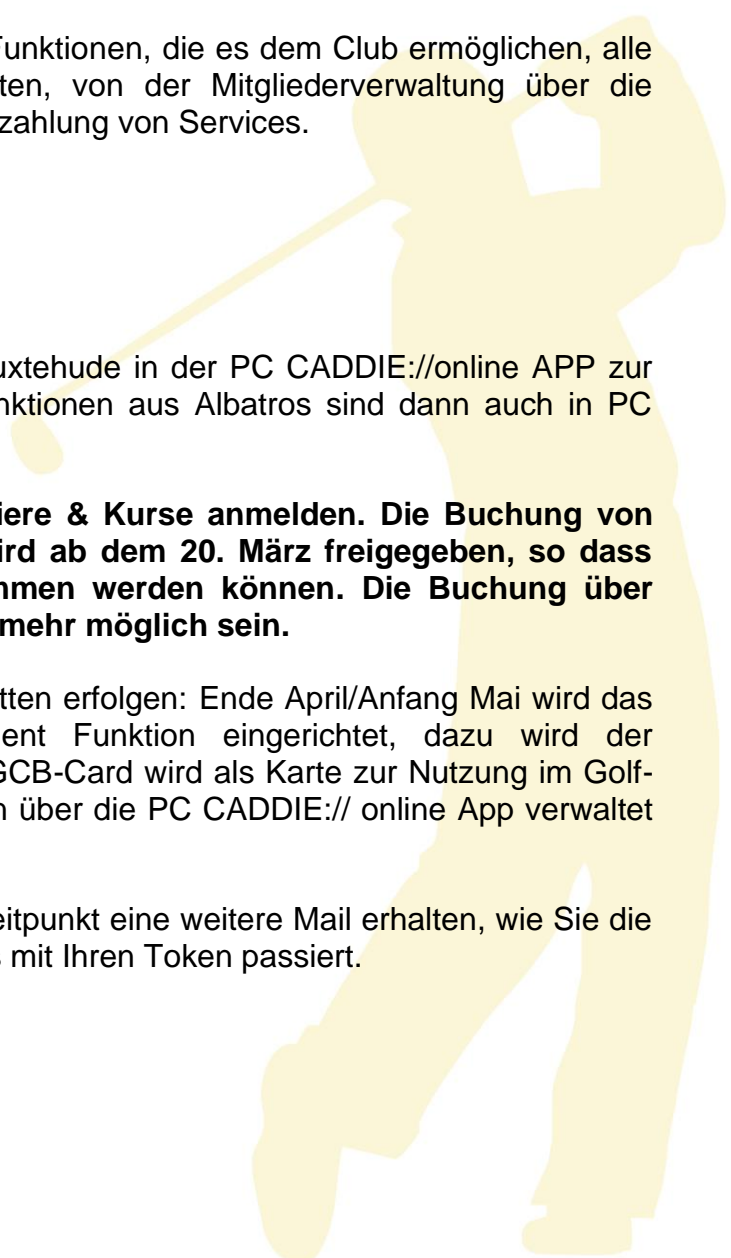 Funktionen, die es dem Club ermöglichen, alle
ten, von der Mitgliederverwaltung über die
zahlung von Services.
uxtehude in der PC CADDIE://online APP zur
nktionen aus Albatros sind dann auch in PC
iere & Kurse anmelden. Die Buchung von
ird ab dem 20. März freigegeben, so dass
mmen werden können. Die Buchung über
mehr möglich sein.
tten erfolgen: Ende April/Anfang Mai wird das
ent Funktion eingerichtet, dazu wird der
GCB-Card wird als Karte zur Nutzung im Golf-
n über die PC CADDIE:// online App verwaltet
eitpunkt eine weitere Mail erhalten, wie Sie die
s mit Ihren Token passiert.